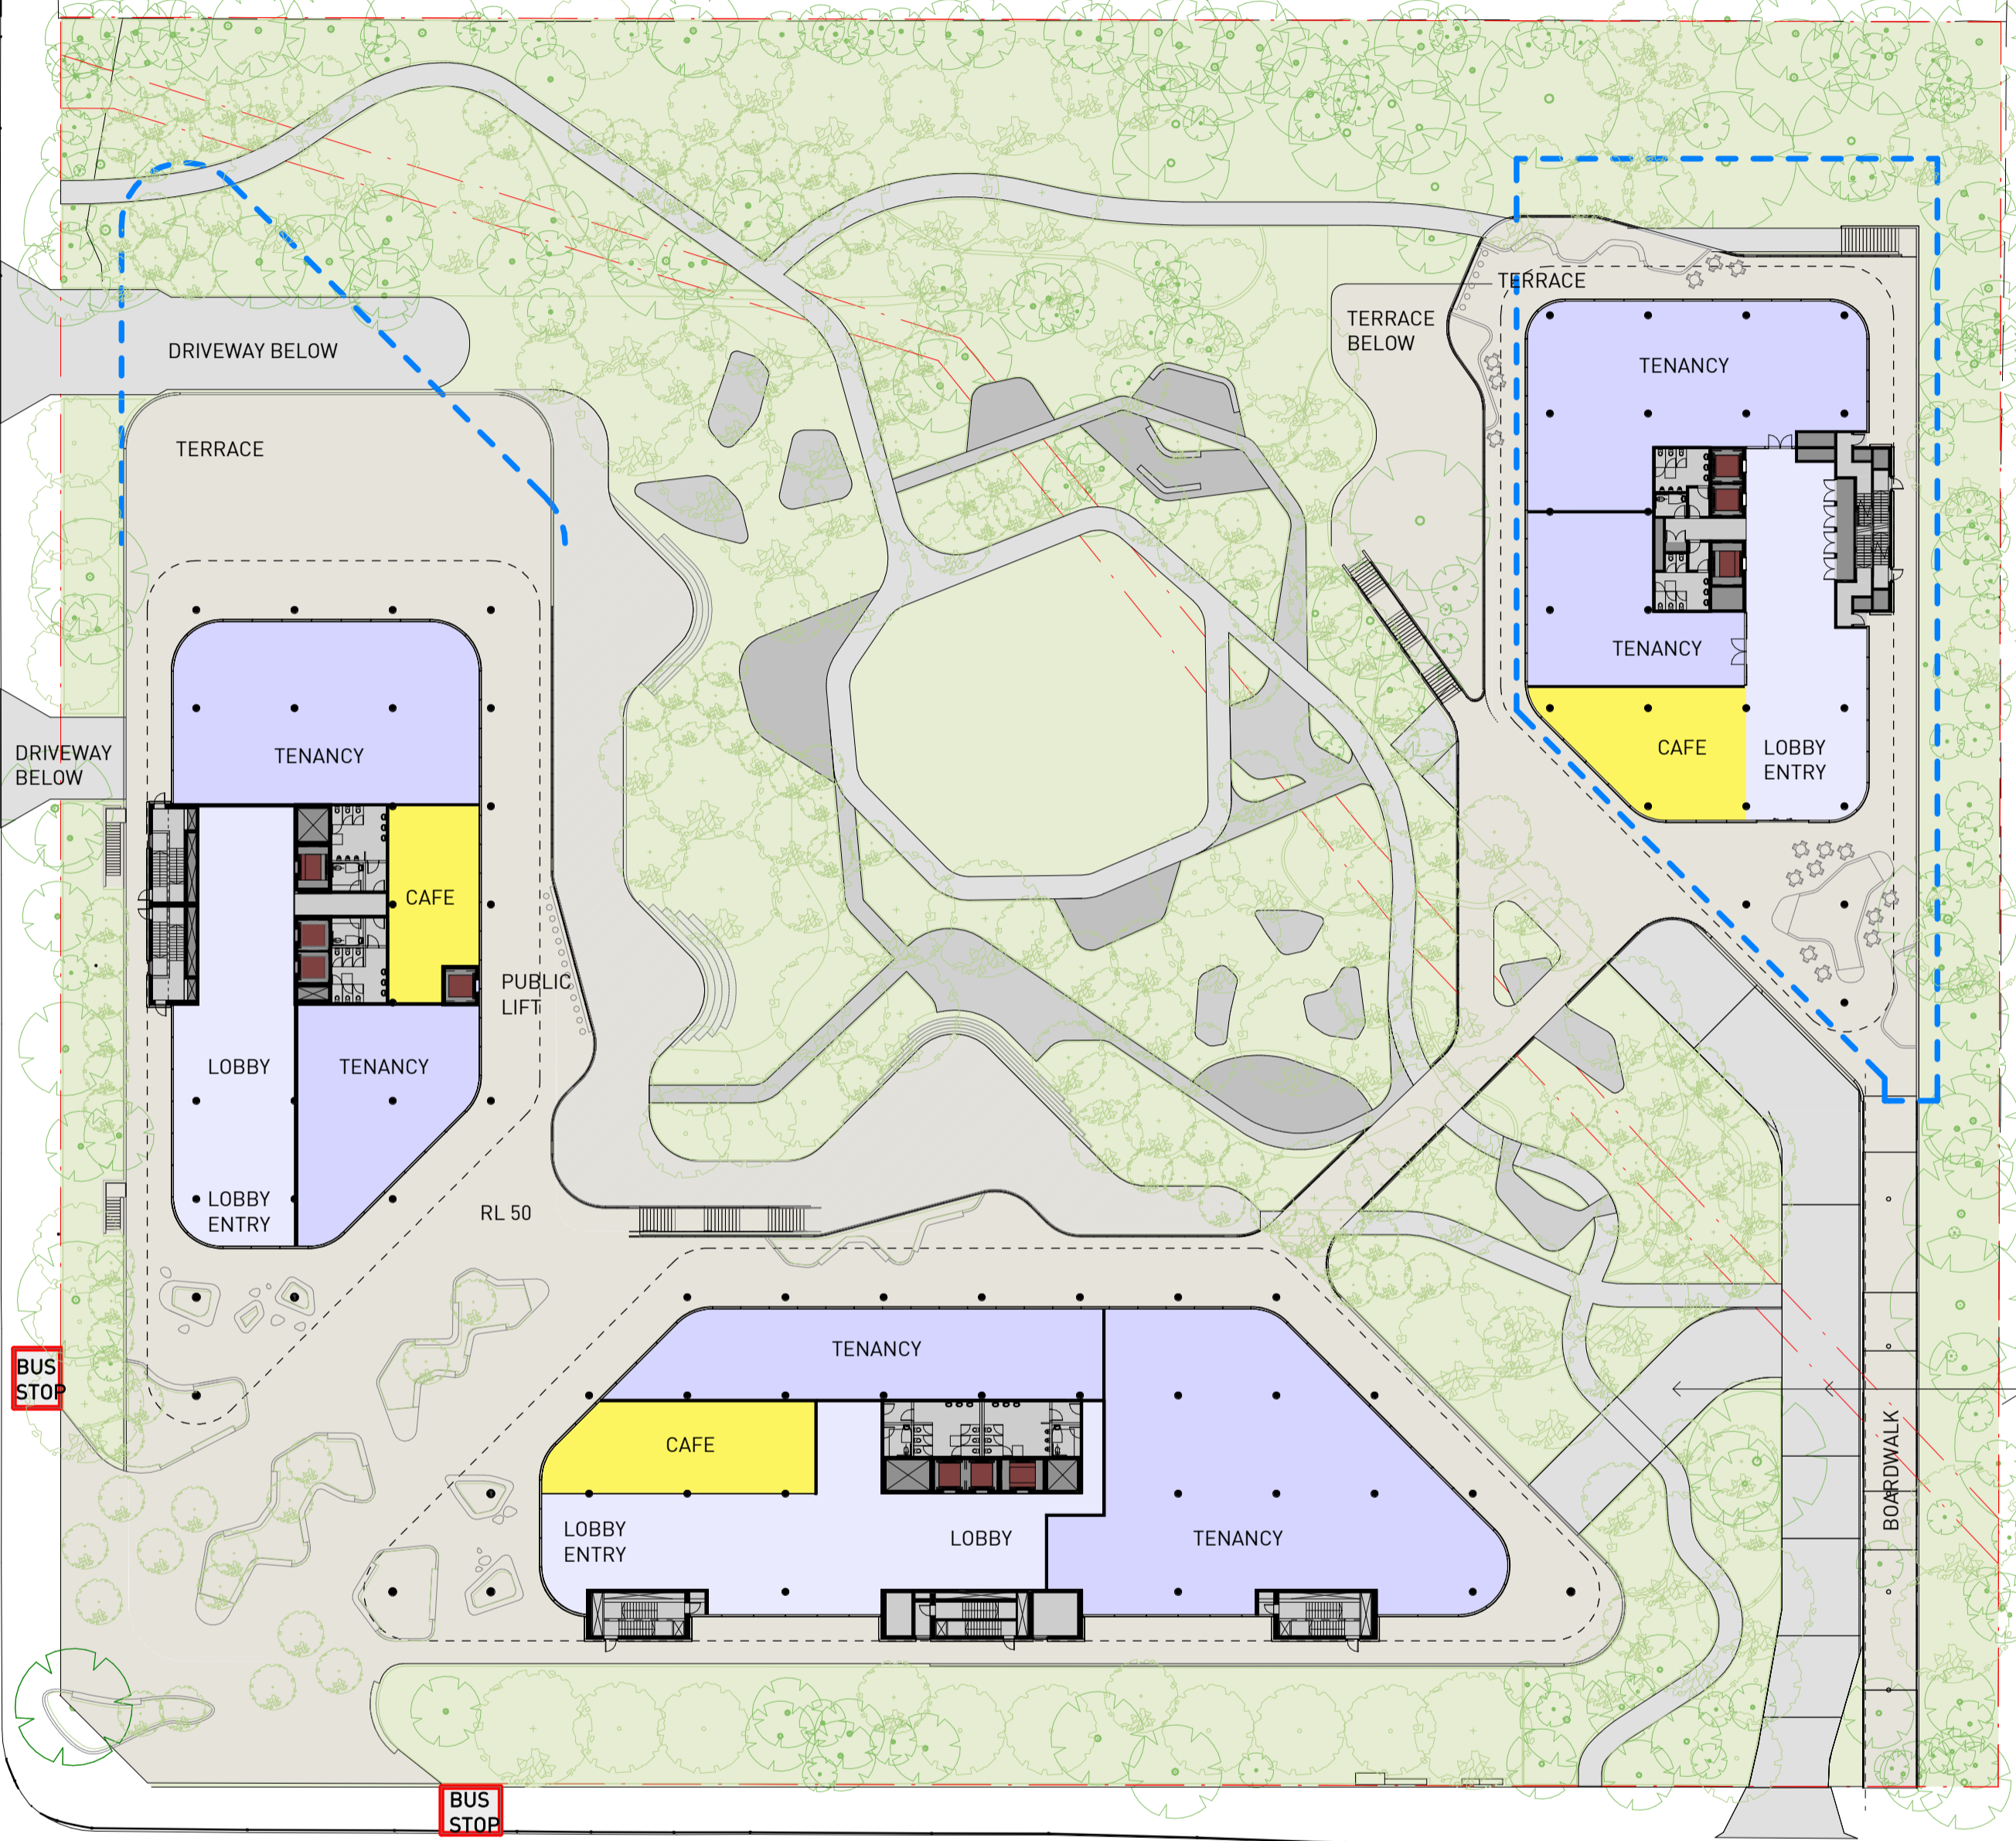 TERRACE
TERRACE
BELOW
DRIVEWAY BELOW
TENANCY
TERRACE
TENANCY
CAFE
LOBBY
ENTRY
DRIVEWAY
BELOW
TENANCY
CAFE
PUBLIC
LIFT
LOBBY
TENANCY
LOBBY
ENTRY
RL 50
BUS
STOP
TENANCY
CAFE
LOBBY
ENTRY
LOBBY
TENANCY
BOARDWALK
BUS
STOP